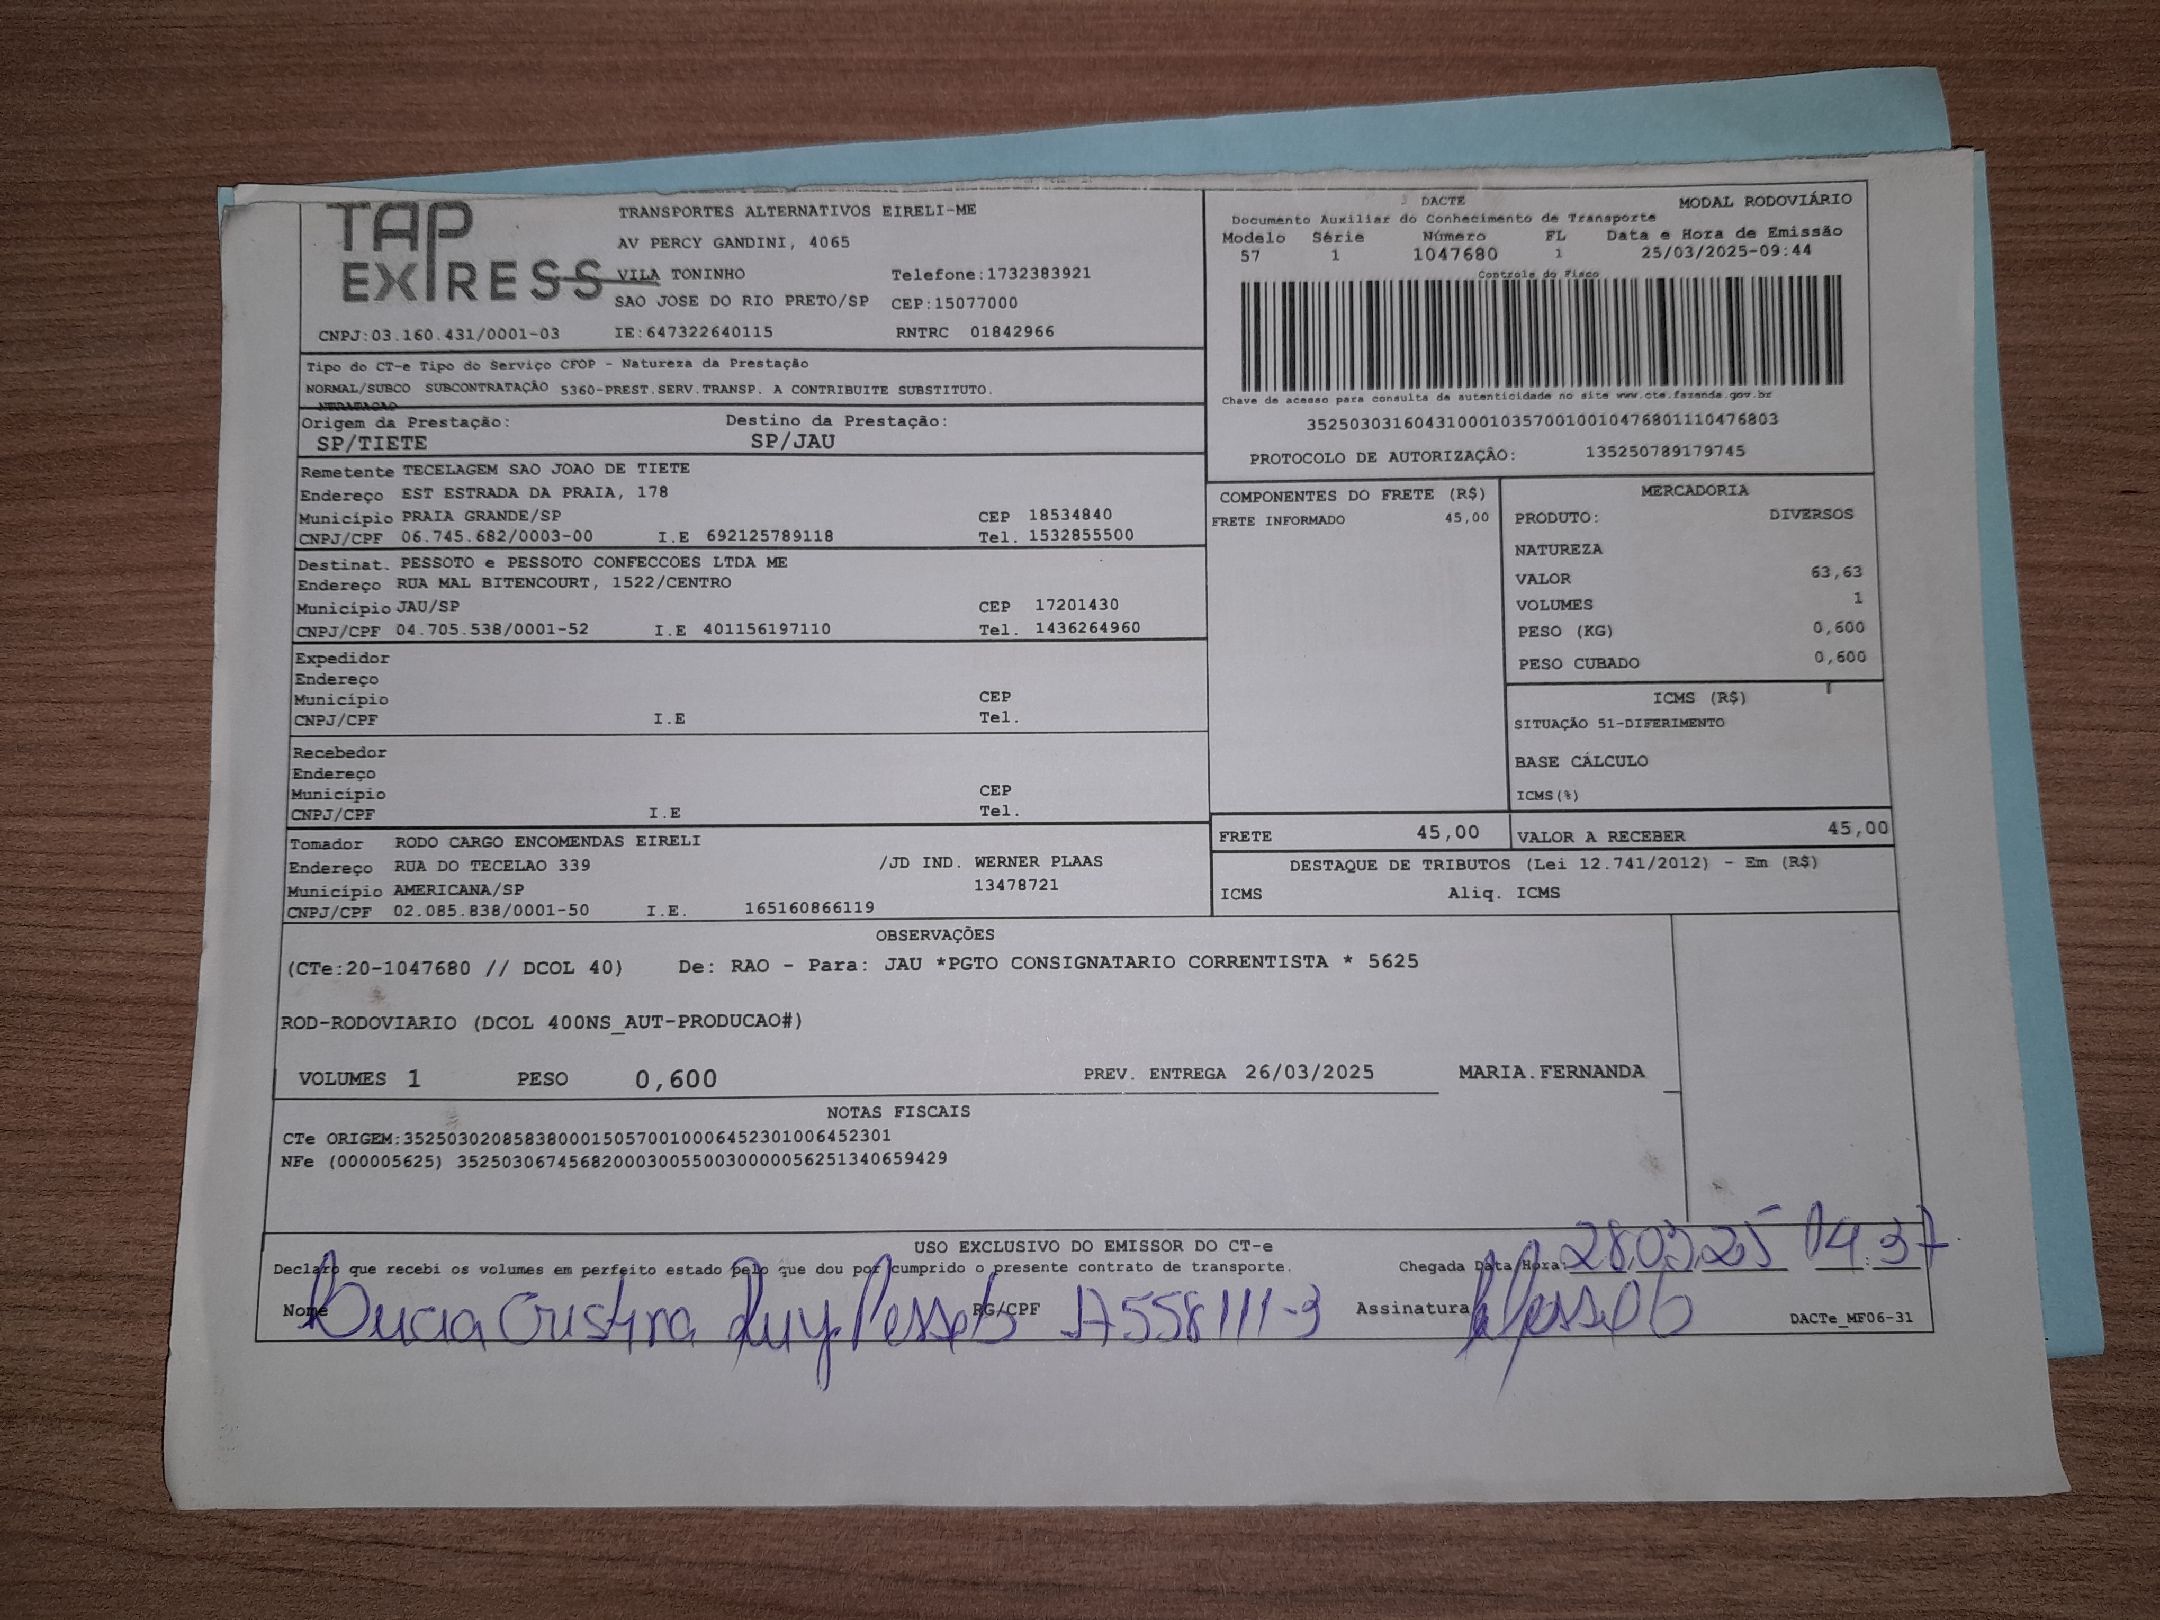 TAP
EXPRESS
TRANSPORTES ALTERNATIVOS EIRELI-ME
AV PERCY GANDINI, 4065
VILA TONINHO Telefone:1732383921
SAO JOSE DO RIO PRETO/SP CEP:15077000
CNPJ:03.160.431/0001-03 IE:647322640115 RNTRC 01842966
DACTE MODAL RODOVIÁRIO
Documento Auxiliar do Conhecimento de Transporte
Modelo Série Número FL Data e Hora de Emissão
57 1 1047680 1 25/03/2025-09:44
Controle do Fisco
Chave de acesso para consulta de autenticidade no site www.cte.fazenda.gov.br
35250303160431000103570010010476801110476803
PROTOCOLO DE AUTORIZAÇÃO: 135250789179745
Tipo do CT-e Tipo do Serviço CFOP - Natureza da Prestação
NORMAL/SUBCO SUBCONTRATAÇÃO 5360-PREST.SERV.TRANSP. A CONTRIBUITE SUBSTITUTO.
NTRATAÇAO
Origem da Prestação: Destino da Prestação:
SP/TIETE SP/JAU
Remetente TECELAGEM SAO JOAO DE TIETE
Endereço EST ESTRADA DA PRAIA, 178
Município PRAIA GRANDE/SP CEP 18534840
CNPJ/CPF 06.745.682/0003-00 I.E 692125789118 Tel. 1532855500
Destinat. PESSOTO e PESSOTO CONFECCOES LTDA ME
Endereço RUA MAL BITENCOURT, 1522/CENTRO
Município JAU/SP CEP 17201430
CNPJ/CPF 04.705.538/0001-52 I.E 401156197110 Tel. 1436264960
Expedidor
Endereço
Município CEP
CNPJ/CPF I.E Tel.
Recebedor
Endereço
Município CEP
CNPJ/CPF I.E Tel.
Tomador RODO CARGO ENCOMENDAS EIRELI
Endereço RUA DO TECELAO 339 /JD IND. WERNER PLAAS
Município AMERICANA/SP 13478721
CNPJ/CPF 02.085.838/0001-50 I.E. 165160866119
COMPONENTES DO FRETE (R$)
FRETE INFORMADO 45,00
MERCADORIA
PRODUTO: DIVERSOS
NATUREZA
VALOR 63,63
VOLUMES 1
PESO (KG) 0,600
PESO CUBADO 0,600
ICMS (R$)
SITUAÇÃO 51-DIFERIMENTO
BASE CÁLCULO
ICMS(%)
FRETE 45,00 VALOR A RECEBER 45,00
DESTAQUE DE TRIBUTOS (Lei 12.741/2012) - Em (R$)
ICMS Aliq. ICMS
OBSERVAÇÕES
(CTe:20-1047680 // DCOL 40) De: RAO - Para: JAU *PGTO CONSIGNATARIO CORRENTISTA * 5625
ROD-RODOVIARIO (DCOL 400NS_AUT-PRODUCAO#)
VOLUMES 1 PESO 0,600 PREV. ENTREGA 26/03/2025 MARIA.FERNANDA
NOTAS FISCAIS
CTe ORIGEM:35250302085838000150570010006452301006452301
NFe (000005625) 35250306745682000300550030000056251340659429
USO EXCLUSIVO DO EMISSOR DO CT-e
Declaro que recebi os volumes em perfeito estado pelo que dou por cumprido o presente contrato de transporte. Chegada Data/Hora: 28.03.25 14:37
Nome Lucia Cristina Ruy Pessoto RG/CPF 17558111-3 Assinatura Pessoto DACTe_MF06-31